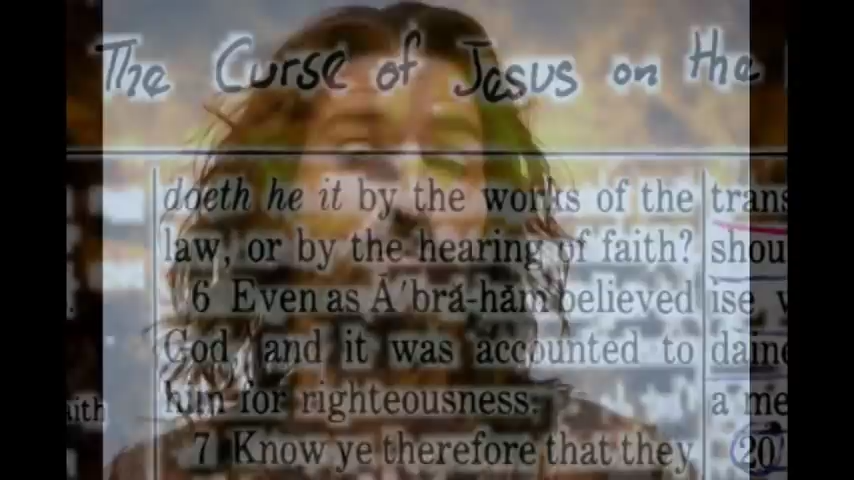 The Curse of Jesus on the
doeth he it by the works of the
law, or by the hearing of faith?
6 Even as Ā´brȧ-hăm believed
God, and it was accounted to
him for righteousness.
7 Know ye therefore that they
aith
trans
shou
ise,
daine
a me
20